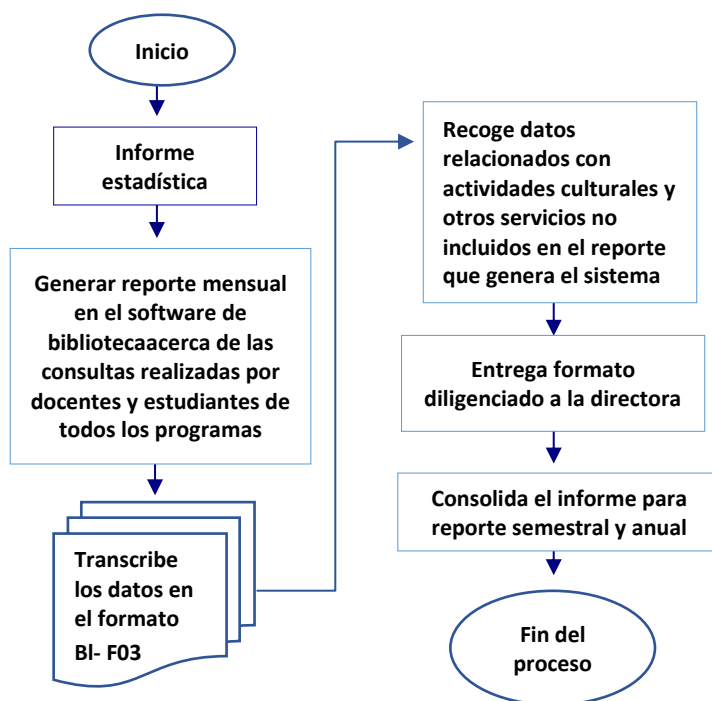 Inicio
Informe
estadística
Generar reporte mensual
en el software de
bibliotecaacerca de las
consultas realizadas por
docentes y estudiantes de
todos los programas
Transcribe
los datos en
el formato
BI- F03
Recoge datos
relacionados con
actividades culturales y
otros servicios no
incluidos en el reporte
que genera el sistema
Entrega formato
diligenciado a la directora
Consolida el informe para
reporte semestral y anual
Fin del
proceso